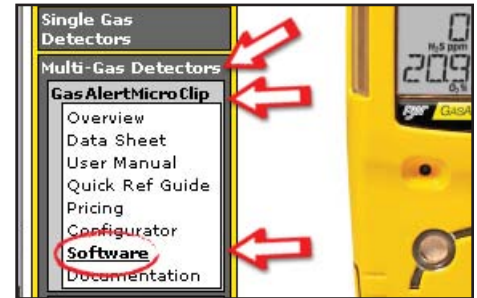 Single Gas
Detectors
Multi-Gas Detectors
GasAlertMicroClip
Overview
Data Sheet
User Manual
Quick Ref Guide
Pricing
Configurator
Software
Documentation
0
H₂S ppm
20.9
O₂%